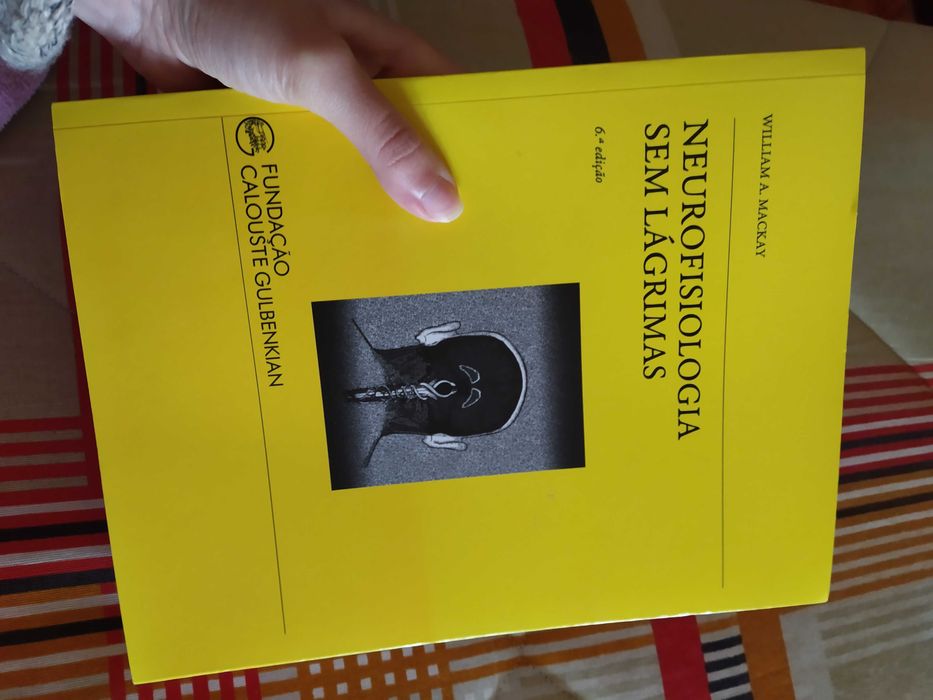 WILLIAM A. MACKAY
NEUROFISIOLOGIA
SEM LÁGRIMAS
6.ª edição
FUNDAÇÃO
CALOUSTE GULBENKIAN